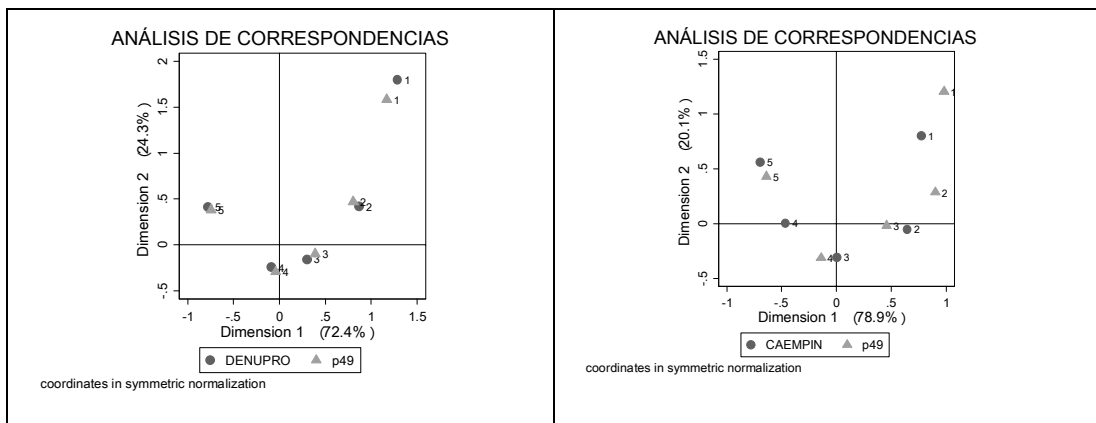 ANÁLISIS DE CORRESPONDENCIAS
Dimension 2 (24.3% )
2
1.5
1
.5
0
-.5
1
1
2
2
5
5
3
3
4
4
-1 -.5 0 .5 1 1.5
Dimension 1 (72.4% )
DENUPRO p49
coordinates in symmetric normalization
ANÁLISIS DE CORRESPONDENCIAS
Dimension 2 (20.1% )
1.5
1
.5
0
-.5
1
1
5
5
2
4
3
2
4
3
-1 -.5 0 .5 1
Dimension 1 (78.9% )
CAEMPIN p49
coordinates in symmetric normalization